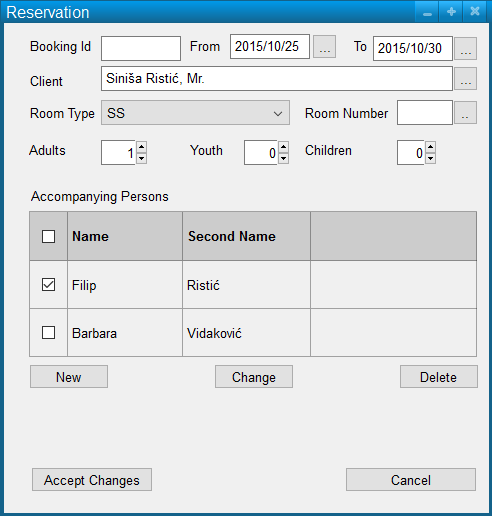 Reservation
Booking Id From 2015/10/25 ... To 2015/10/30 ...
Client Siniša Ristić, Mr. ...
Room Type SS Room Number ..
Adults 1 Youth 0 Children 0
Accompanying Persons
Name Second Name
Filip Ristić
Barbara Vidaković
New Change Delete
Accept Changes Cancel